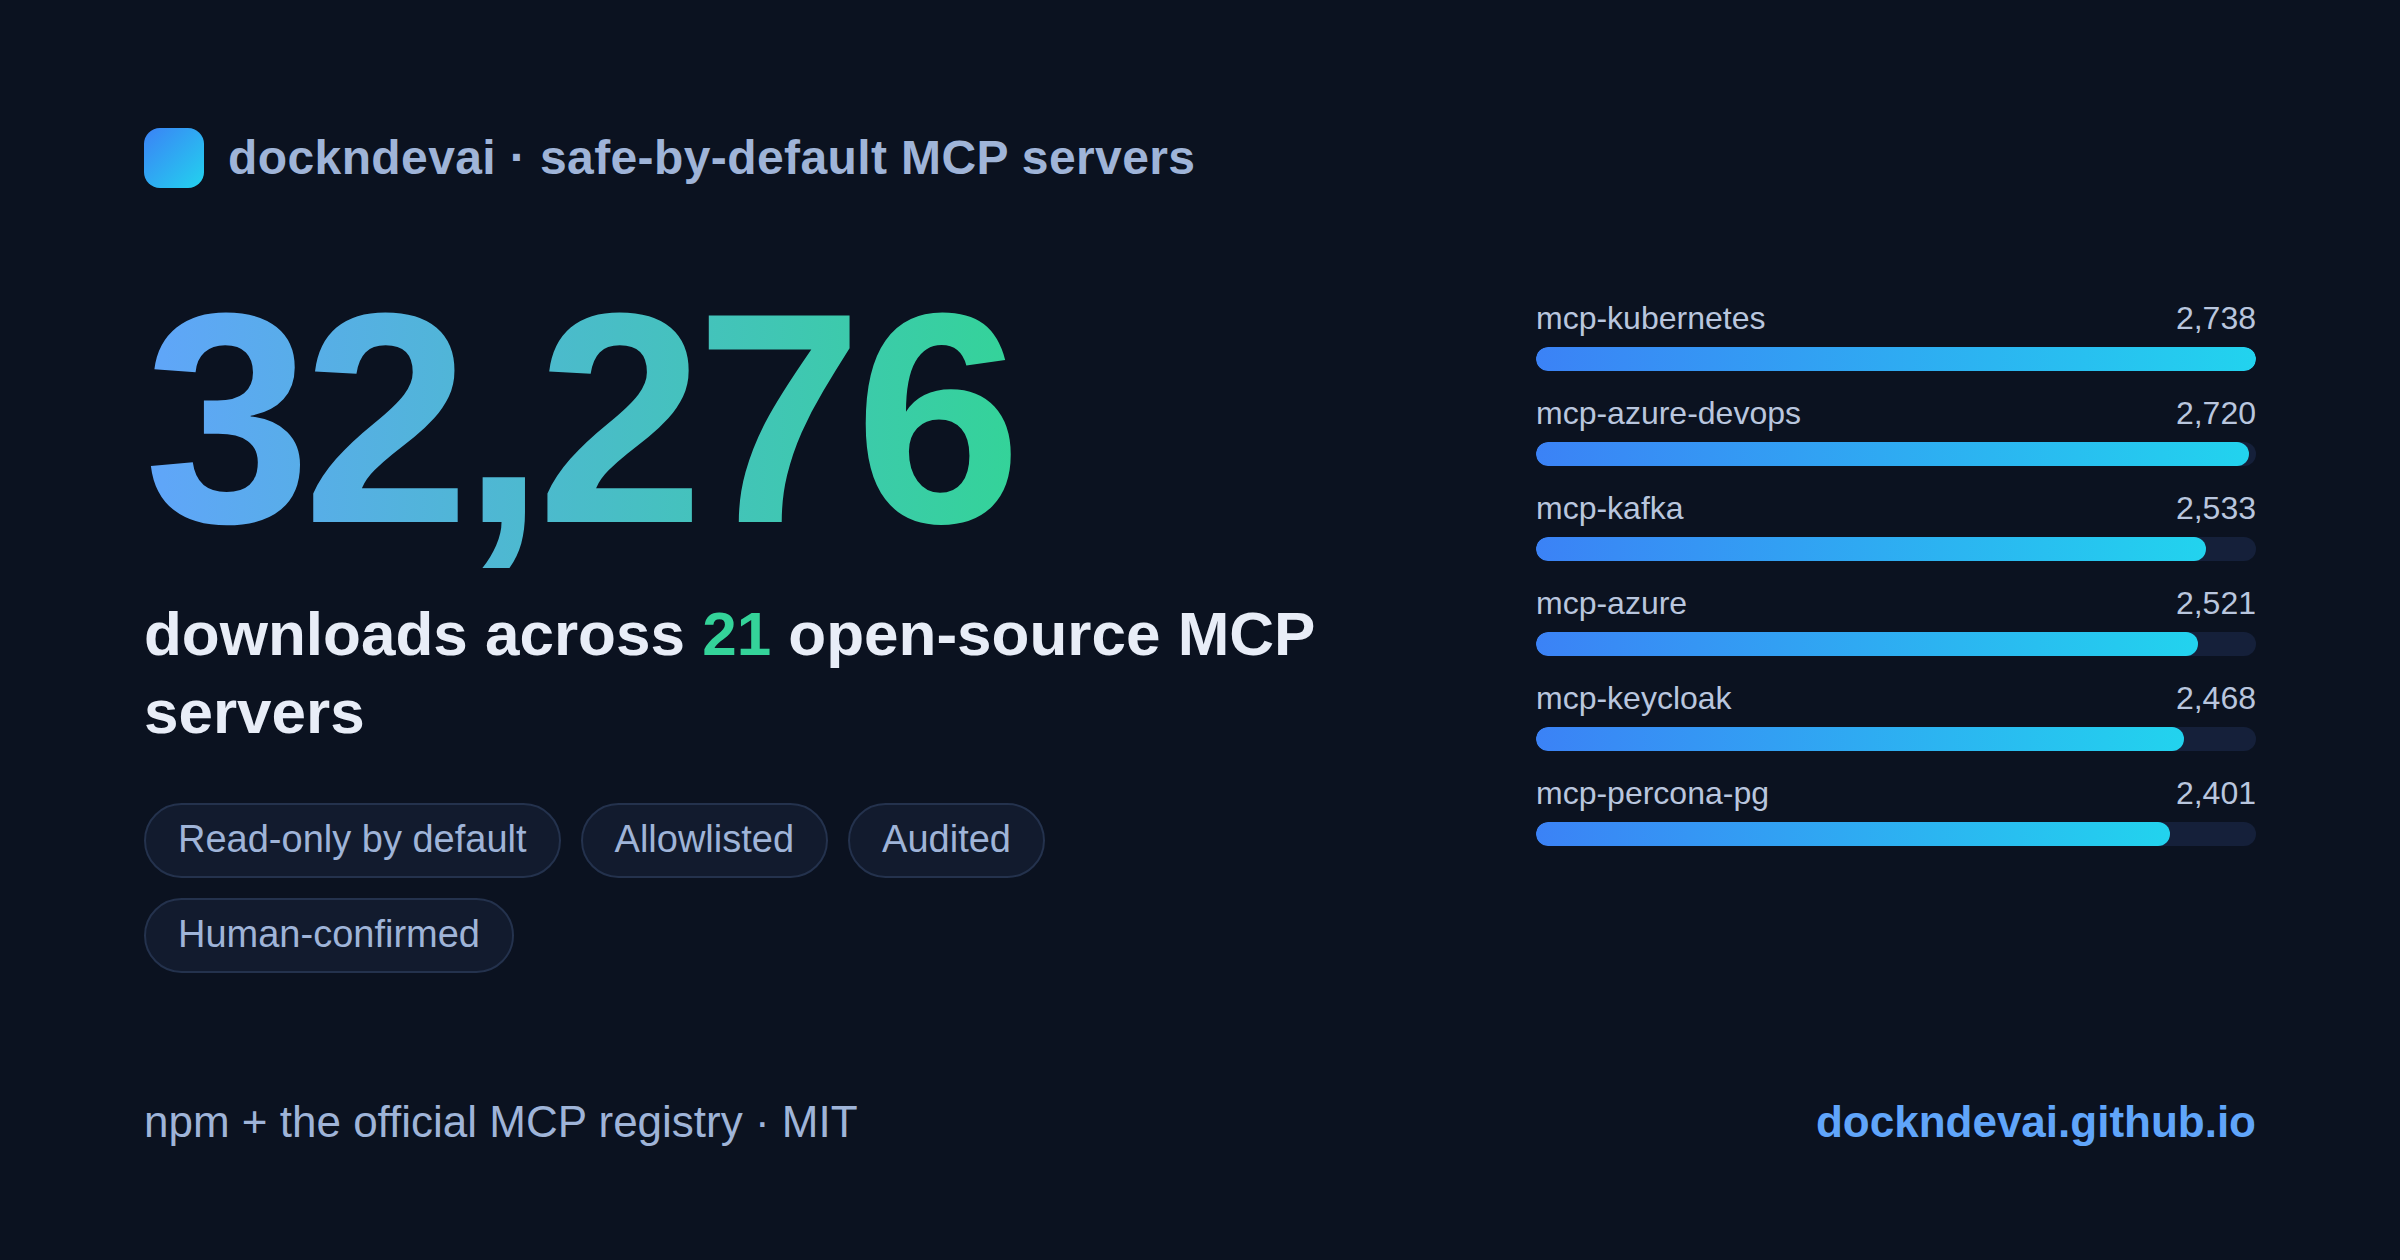 dockndevai · safe-by-default MCP servers
32,276
downloads across 21 open-source MCP
servers
Read-only by default
Allowlisted
Audited
Human-confirmed
mcp-kubernetes 2,738
mcp-azure-devops 2,720
mcp-kafka 2,533
mcp-azure 2,521
mcp-keycloak 2,468
mcp-percona-pg 2,401
npm + the official MCP registry · MIT
dockndevai.github.io